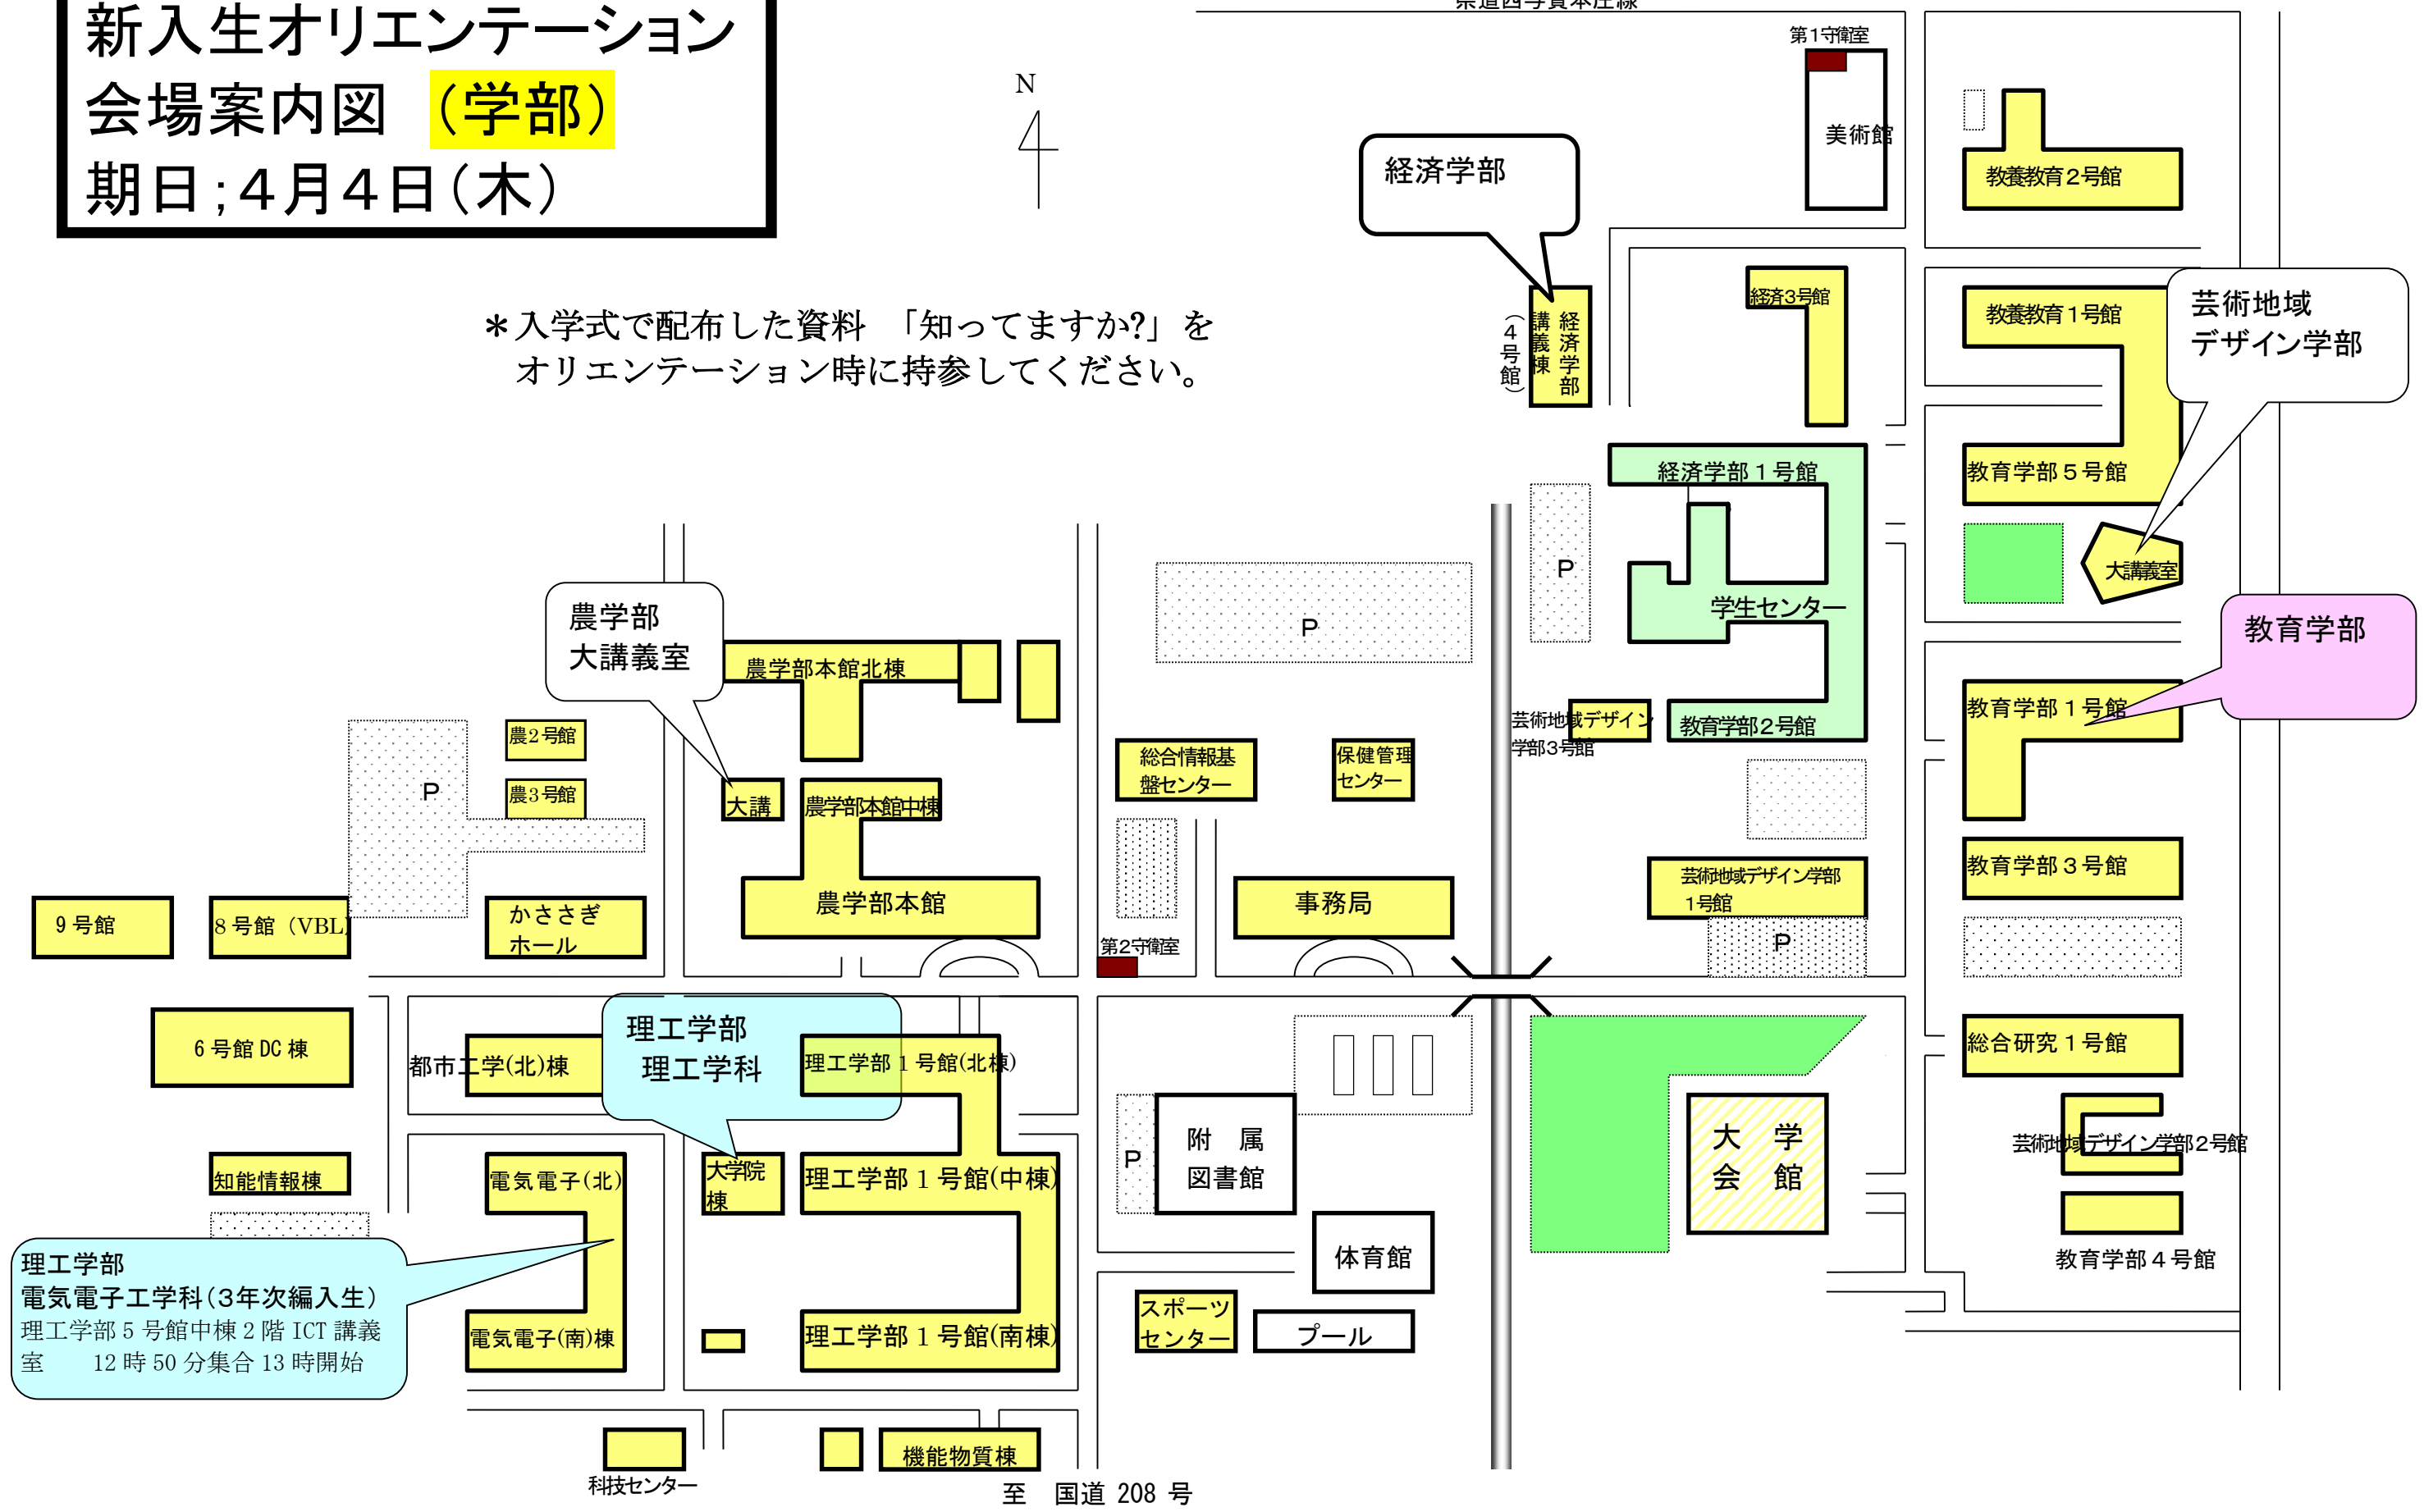 新入生オリエンテーション
会場案内図 （学部）
期日；４月４日（木）
N
＊入学式で配布した資料 「知ってますか?」を
オリエンテーション時に持参してください。
第1守衛室
美術館
教養教育２号館
経済学部
経済3号館
経済学部
講義棟
（４号館）
教養教育１号館
芸術地域
デザイン学部
経済学部１号館
教育学部５号館
P
大講義室
学生センター
P
農学部
大講義室
農学部本館北棟
教育学部
教育学部１号館
芸術地域デザイン
学部3号館
教育学部２号館
農2号館
農3号館
P
大講
農学部本館中棟
総合情報基
盤センター
保健管理
センター
教育学部３号館
芸術地域デザイン学部
1号館
P
9 号館
8 号館（VBL)
かささぎ
ホール
農学部本館
第2守衛室
事務局
6 号館 DC 棟
都市工学(北)棟
理工学部
理工学科
理工学部 1 号館(北棟)
総合研究１号館
P
附 属
図書館
大 学
会 館
芸術地域デザイン学部２号館
知能情報棟
電気電子(北)
大学院
棟
理工学部 1 号館(中棟)
体育館
教育学部４号館
理工学部
電気電子工学科（３年次編入生）
理工学部 5 号館中棟 2 階 ICT 講義
室 12 時 50 分集合 13 時開始
電気電子(南)棟
理工学部 1 号館(南棟)
スポーツ
センター
プール
科技センター
機能物質棟
至 国道 208 号